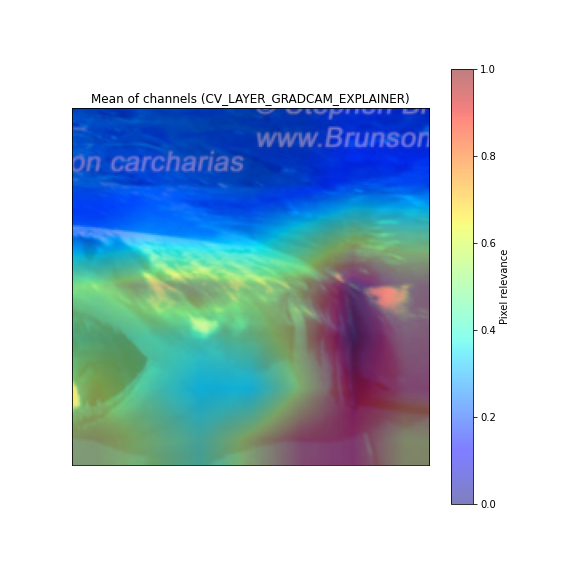 Mean of channels (CV_LAYER_GRADCAM_EXPLAINER)
www.Brunson
on carcharias
1.0
0.8
0.6
0.4
0.2
0.0
Pixel relevance